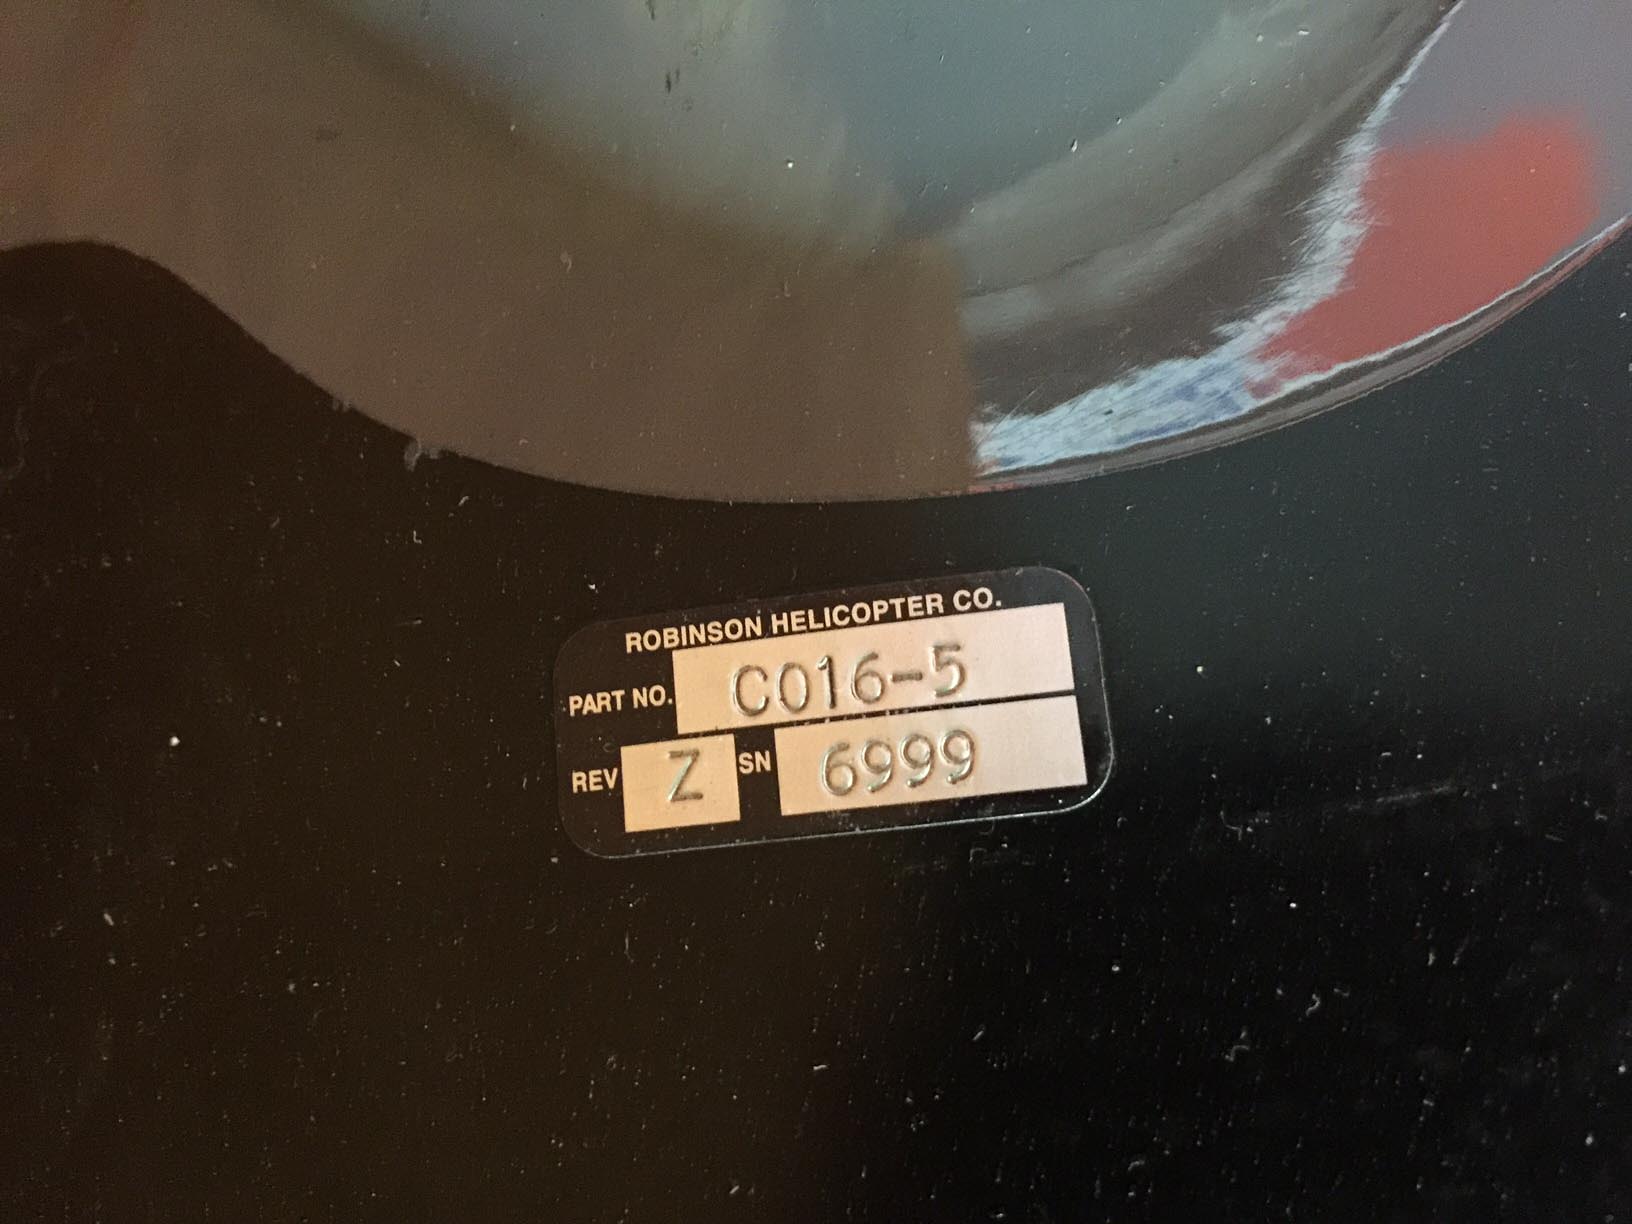 ROBINSON HELICOPTER CO.
PART NO. C016-5
REV Z SN 6999